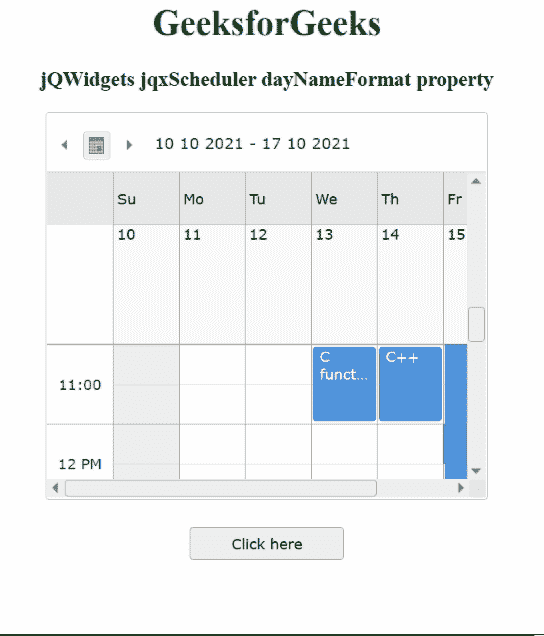 GeeksforGeeks
jQWidgets jqxScheduler dayNameFormat property
10 10 2021 - 17 10 2021
Su Mo Tu We Th Fr
10 11 12 13 14 15
C funct... C++
11:00
12 PM
Click here